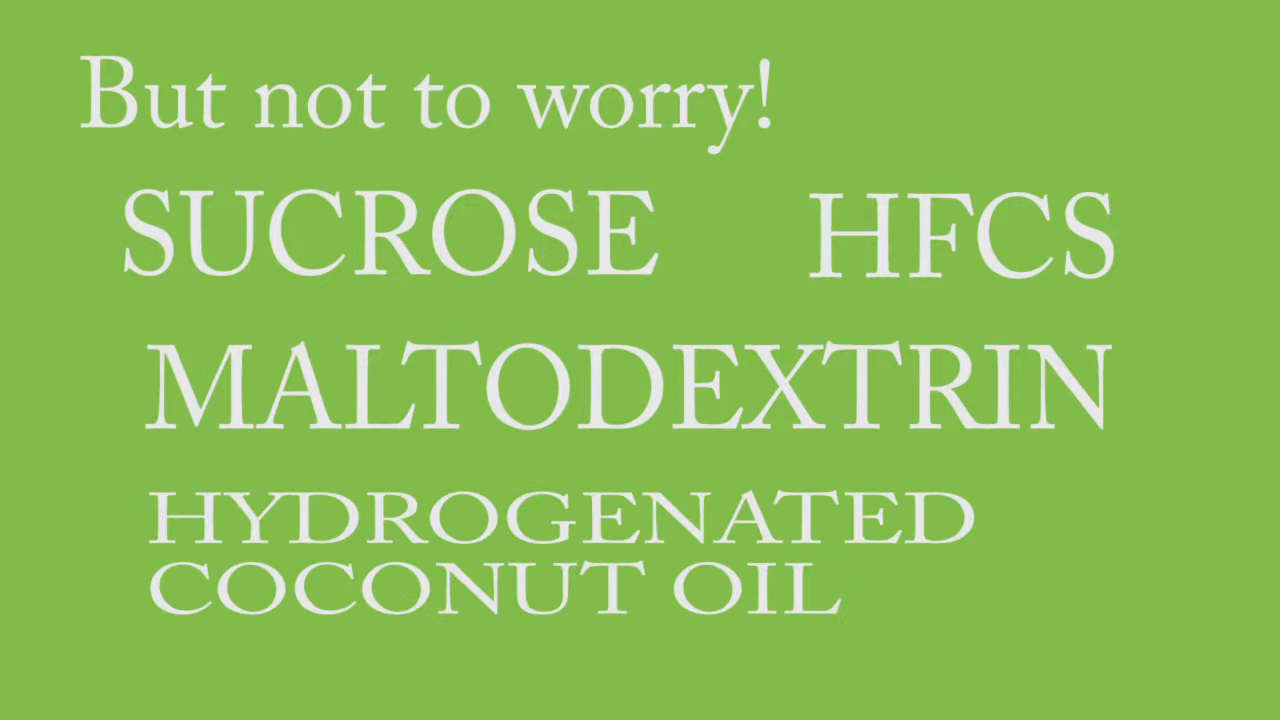 But not to worry!
SUCROSE HFCS
MALTODEXTRIN
HYDROGENATED
COCONUT OIL